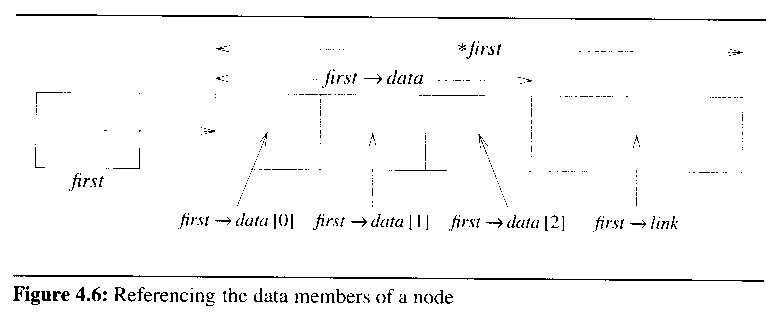 *first
first → data
first
first → data [0] first → data [1] first → data [2] first → link
Figure 4.6: Referencing the data members of a node